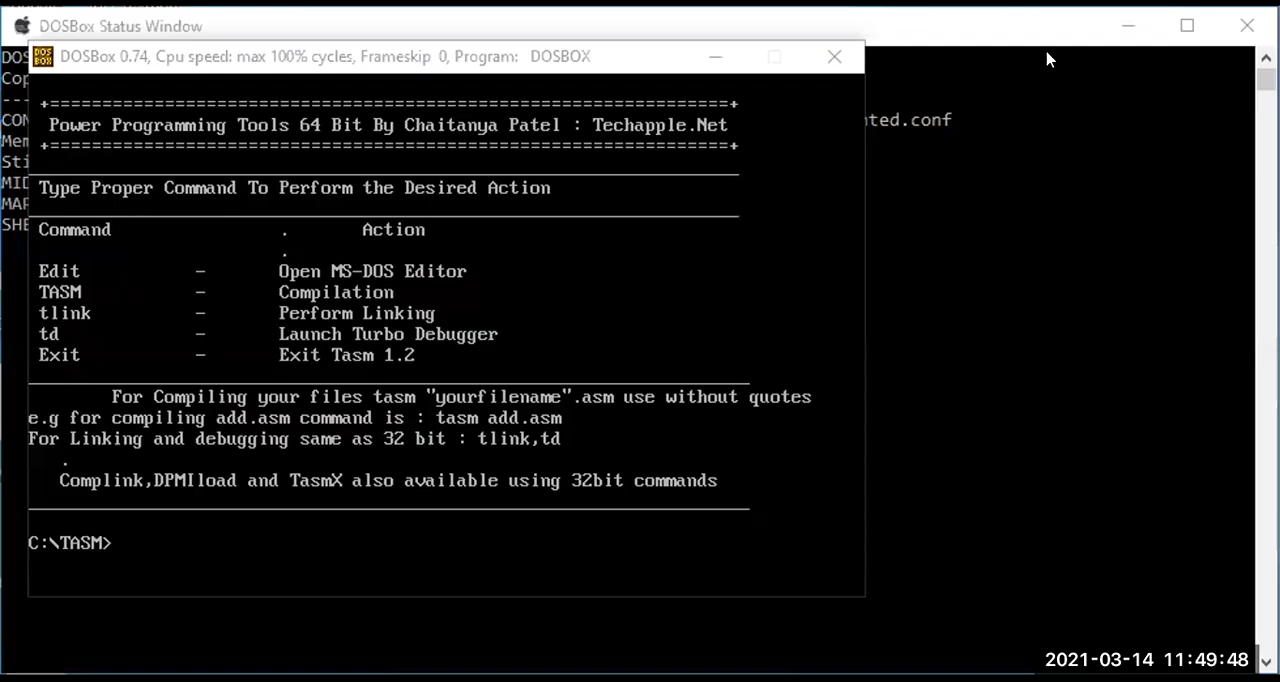 DOSBox Status Window
DOSBox 0.74, Cpu speed: max 100% cycles, Frameskip 0, Program: DOSBOX
DOS
Cop
---
CON
nted.conf
Mem
Sti
MID
MAP
SHE
+=================================================================+
Power Programming Tools 64 Bit By Chaitanya Patel : Techapple.Net
+=================================================================+
Type Proper Command To Perform the Desired Action
Command . Action
.
Edit - Open MS-DOS Editor
TASM - Compilation
tlink - Perform Linking
td - Launch Turbo Debugger
Exit - Exit Tasm 1.2
For Compiling your files tasm "yourfilename".asm use without quotes
e.g for compiling add.asm command is : tasm add.asm
For Linking and debugging same as 32 bit : tlink,td
.
Complink,DPMIload and TasmX also available using 32bit commands
C:\TASM>
2021-03-14 11:49:48